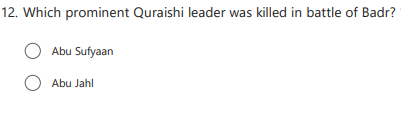 12. Which prominent Quraishi leader was killed in battle of Badr?
Abu Sufyaan
Abu Jahl